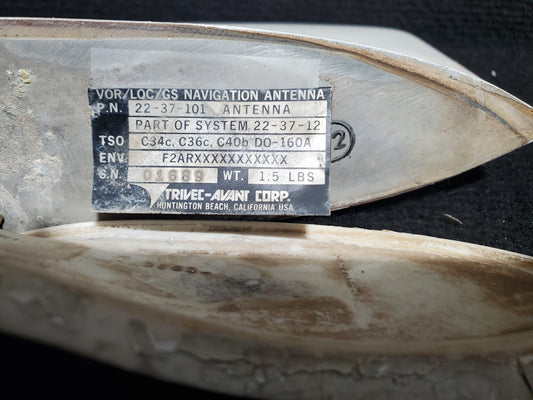 VOR/LOC/GS NAVIGATION ANTENNA
P.N. 22-37-101 ANTENNA
PART OF SYSTEM 22-37-12
TSO C34c, C36c, C40b DO-160A
ENV. F2ARXXXXXXXXXXXX
S.N. 04689 WT. 1.5 LBS
TRIVEC-AVANT CORP.
HUNTINGTON BEACH, CALIFORNIA USA
2